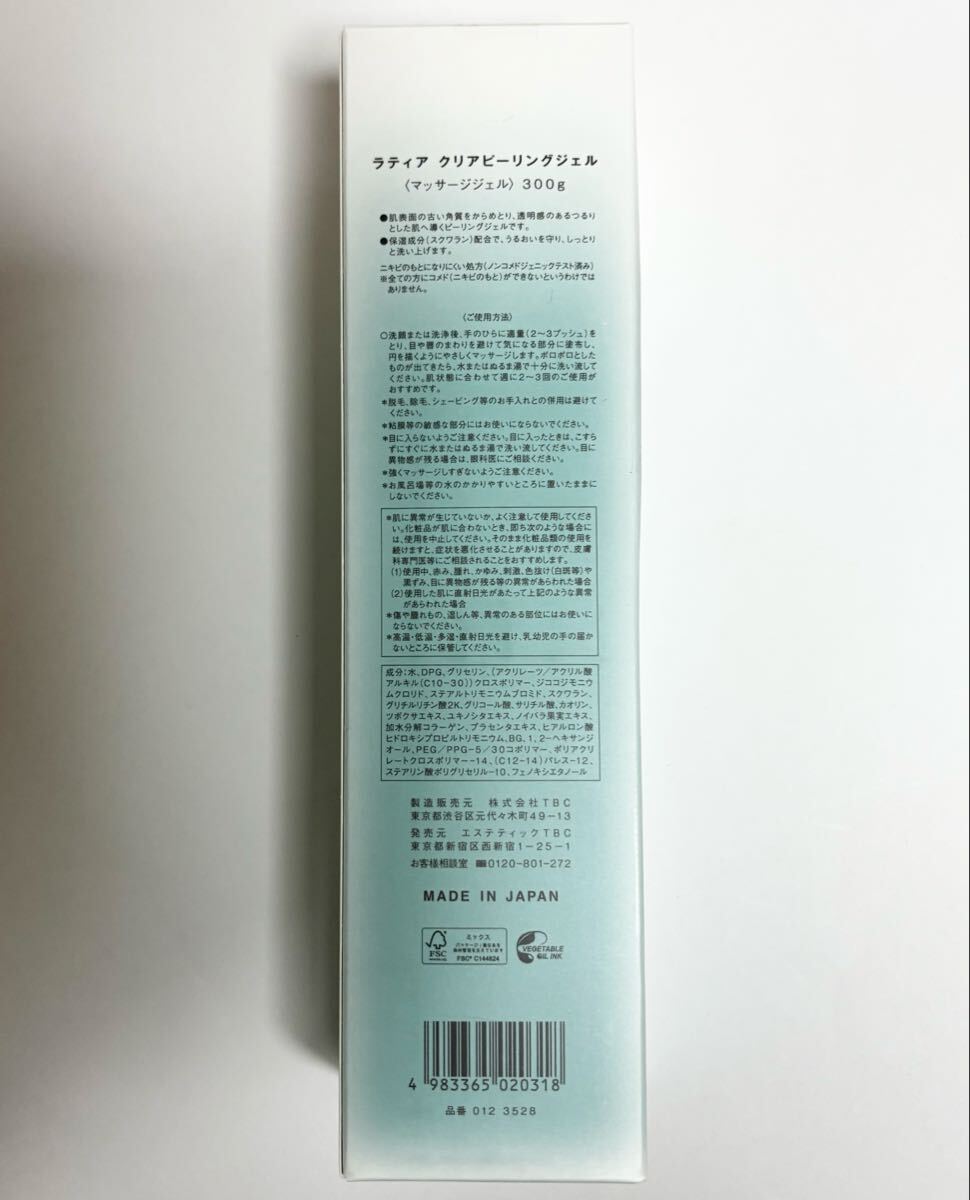 ラティア クリアピーリングジェル
〈マッサージジェル〉300g
●肌表面の古い角質をからめとり、透明感のあるつるり
とした肌へ導くピーリングジェルです。
●保湿成分(スクワラン)配合で、うるおいを守り、しっとり
と洗い上げます。
ニキビのもとになりにくい処方(ノンコメドジェニックテスト済み)
※全ての方にコメド(ニキビのもと)ができないというわけでは
ありません。
〈ご使用方法〉
○洗顔または洗浄後、手のひらに適量(2〜3プッシュ)を
とり、目や唇のまわりを避けて気になる部分に塗布し、
円を描くようにやさしくマッサージします。ポロポロとした
ものが出てきたら、水またはぬるま湯で十分に洗い流して
ください。肌状態に合わせて週に2〜3回のご使用が
おすすめです。
*脱毛、除毛、シェービング等のお手入れとの併用は避けて
ください。
*粘膜等の敏感な部分にはお使いにならないでください。
*目に入らないようご注意ください。目に入ったときは、こすら
ずにすぐに水またはぬるま湯で洗い流してください。目に
異物感が残る場合は、眼科医にご相談ください。
*強くマッサージしすぎないようご注意ください。
*お風呂場等の水のかかりやすいところに置いたままに
しないでください。
*肌に異常が生じていないか、よく注意して使用してくださ
い。化粧品が肌に合わないとき、即ち次のような場合に
は、使用を中止してください。そのまま化粧品類の使用を
続けますと、症状を悪化させることがありますので、皮膚
科専門医等にご相談されることをおすすめします。
(1)使用中、赤み、腫れ、かゆみ、刺激、色抜け(白斑等)や
黒ずみ、目に異物感が残る等の異常があらわれた場合
(2)使用した肌に直射日光があたって上記のような異常
があらわれた場合
*傷や腫れもの、湿しん等、異常のある部位にはお使いに
ならないでください。
*高温・低温・多湿・直射日光を避け、乳幼児の手の届か
ないところに保管してください。
成分:水、DPG、グリセリン、(アクリレーツ/アクリル酸
アルキル(C10-30))クロスポリマー、ジココジモニウ
ムクロリド、ステアルトリモニウムブロミド、スクワラン、
グリチルリチン酸2K、グリコール酸、サリチル酸、カオリン、
ツボクサエキス、ユキノシタエキス、ノイバラ果実エキス、
加水分解コラーゲン、プラセンタエキス、ヒアルロン酸
ヒドロキシプロピルトリモニウム、BG、1,2-ヘキサンジ
オール、PEG/PPG-5/30コポリマー、ポリアクリ
レートクロスポリマー-14、(C12-14)パレス-12、
ステアリン酸ポリグリセリル-10、フェノキシエタノール
製造販売元 株式会社TBC
東京都渋谷区元代々木町49-13
発売元 エステティックTBC
東京都新宿区西新宿1-25-1
お客様相談室 0120-801-272
MADE IN JAPAN
FSC
ミックス
FSC® C144824
VEGETABLE
OIL INK
4 983365 020318
品番 012 3528